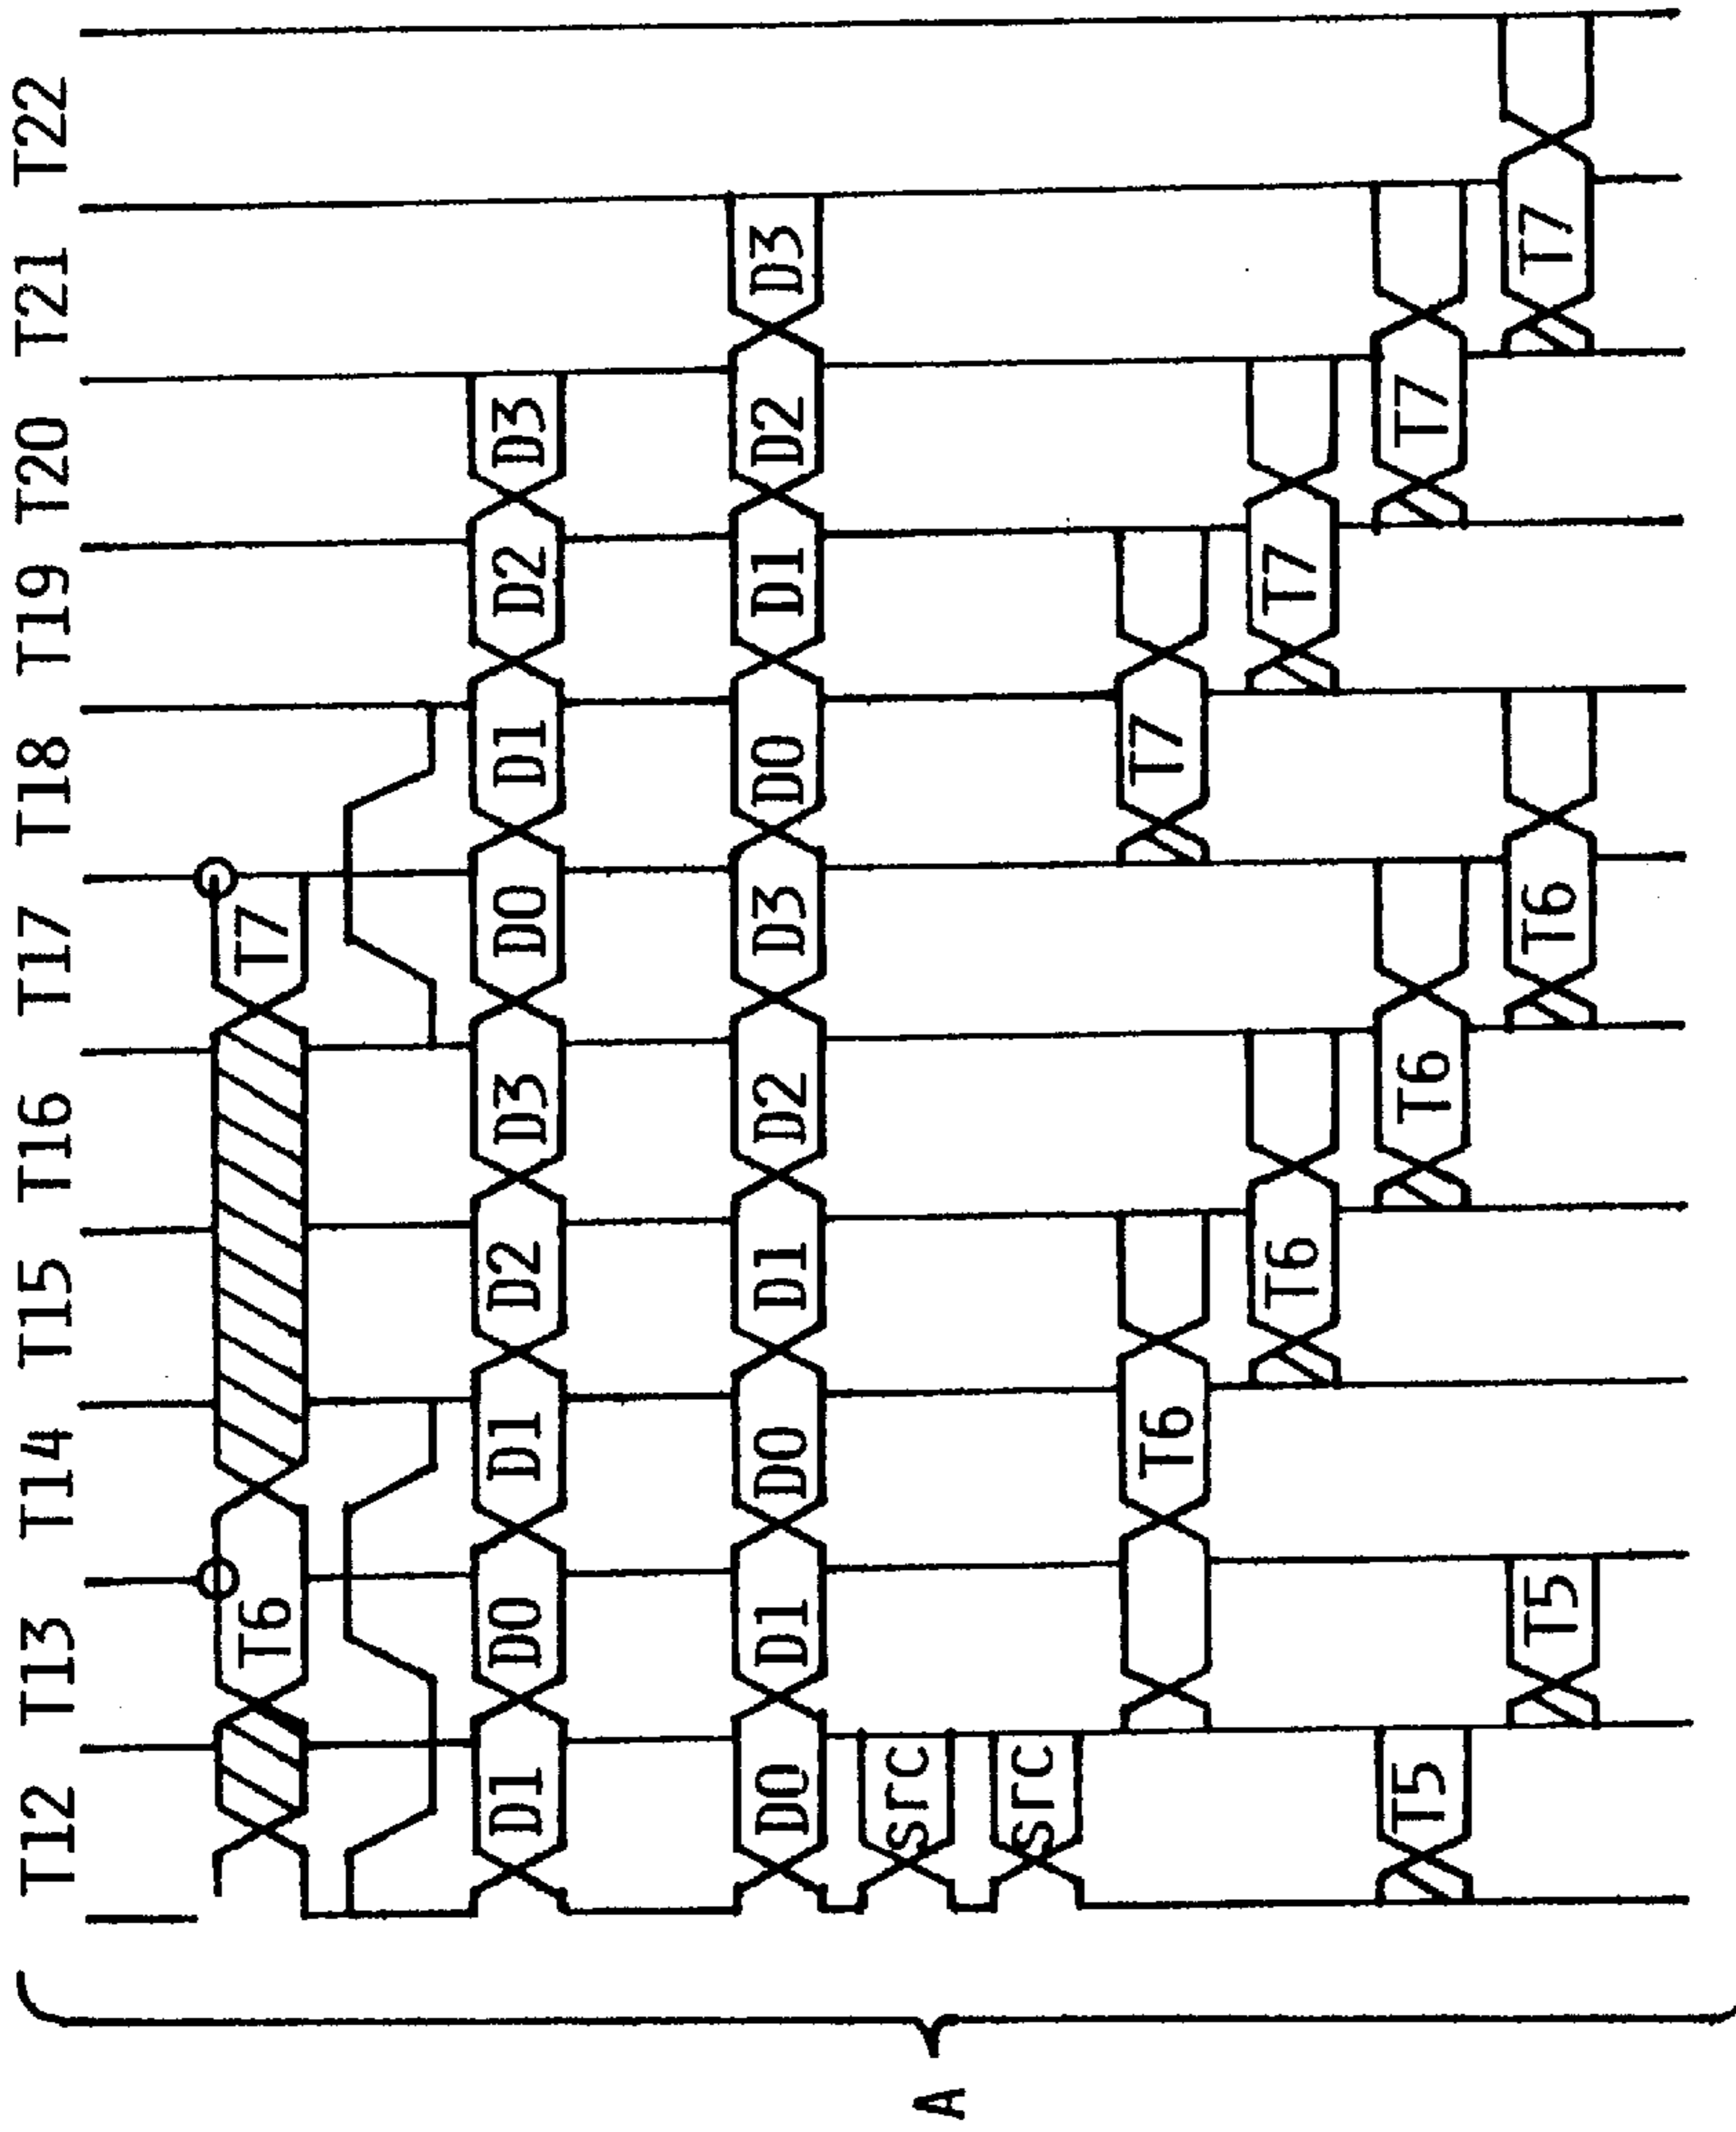 T12 T13 T14 T15 T16 T17 T18 T19 T20 T21 T22
T6 T7
D1 D0 D1 D2 D3 D0 D1 D2 D3
D0 D1 D0 D1 D2 D3 D0 D1 D2 D3
src
src
T6 T7
T6 T7
T5 T6 T7
T5 T6 T7
A